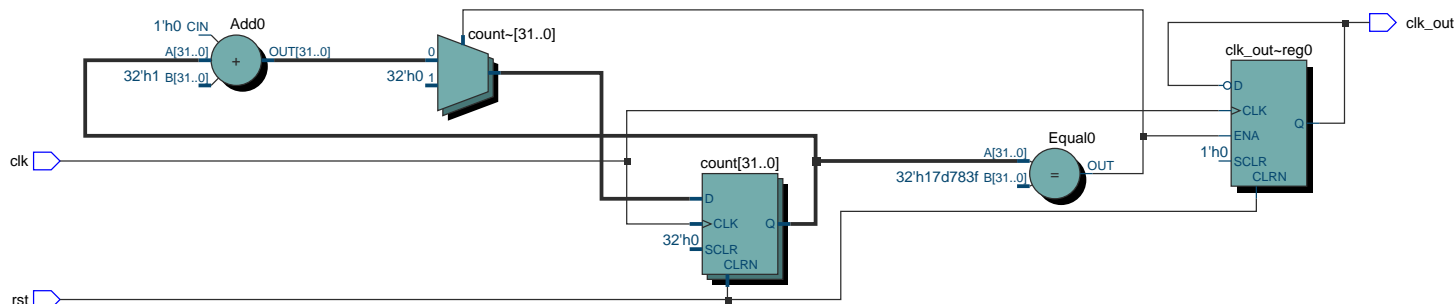 Add0
1'h0 CIN
A[31..0]
OUT[31..0]
+
32'h1 B[31..0]
count~[31..0]
0
32'h0 1
clk_out
clk_out~reg0
D
CLK
Q
ENA
1'h0 SCLR
CLRN
Equal0
A[31..0]
OUT
=
32'h17d783f B[31..0]
clk
count[31..0]
D
CLK
Q
32'h0 SCLR
CLRN
rst